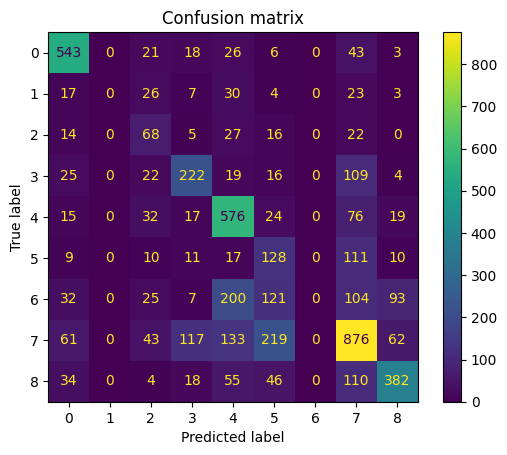 Confusion matrix
0 543 0 21 18 26 6 0 43 3
1 17 0 26 7 30 4 0 23 3
2 14 0 68 5 27 16 0 22 0
3 25 0 22 222 19 16 0 109 4
4 15 0 32 17 576 24 0 76 19
5 9 0 10 11 17 128 0 111 10
6 32 0 25 7 200 121 0 104 93
7 61 0 43 117 133 219 0 876 62
8 34 0 4 18 55 46 0 110 382
0 1 2 3 4 5 6 7 8
True label
Predicted label
800
700
600
500
400
300
200
100
0